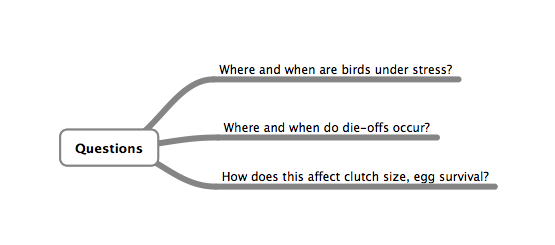 Where and when are birds under stress?
Where and when do die-offs occur?
Questions
How does this affect clutch size, egg survival?